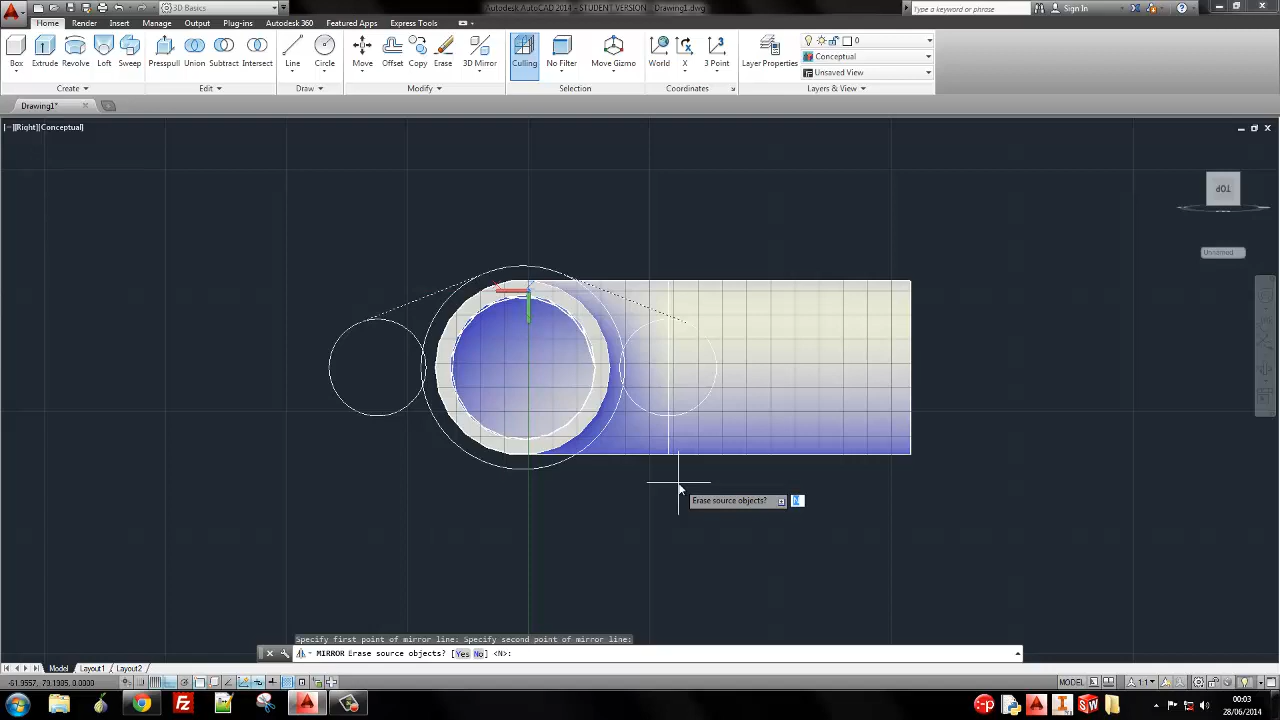 3D Basics
Autodesk AutoCAD 2014 - STUDENT VERSION Drawing1.dwg
Type a keyword or phrase
Sign In
Home Render Insert Manage Output Plug-ins Autodesk 360 Featured Apps Express Tools
Box Extrude Revolve Loft Sweep Presspull Union Subtract Intersect Line Circle Move Offset Copy Erase 3D Mirror Culling No Filter Move Gizmo World X 3 Point Layer Properties
0
Conceptual
Unsaved View
Create Edit Draw Modify Selection Coordinates Layers & View
Drawing1*
[–][Right][Conceptual]
TOP
Unnamed
Erase source objects? N
Specify first point of mirror line: Specify second point of mirror line:
MIRROR Erase source objects? [Yes No] <N>:
Model Layout1 Layout2
MODEL 1:1
00:03
28/06/2014